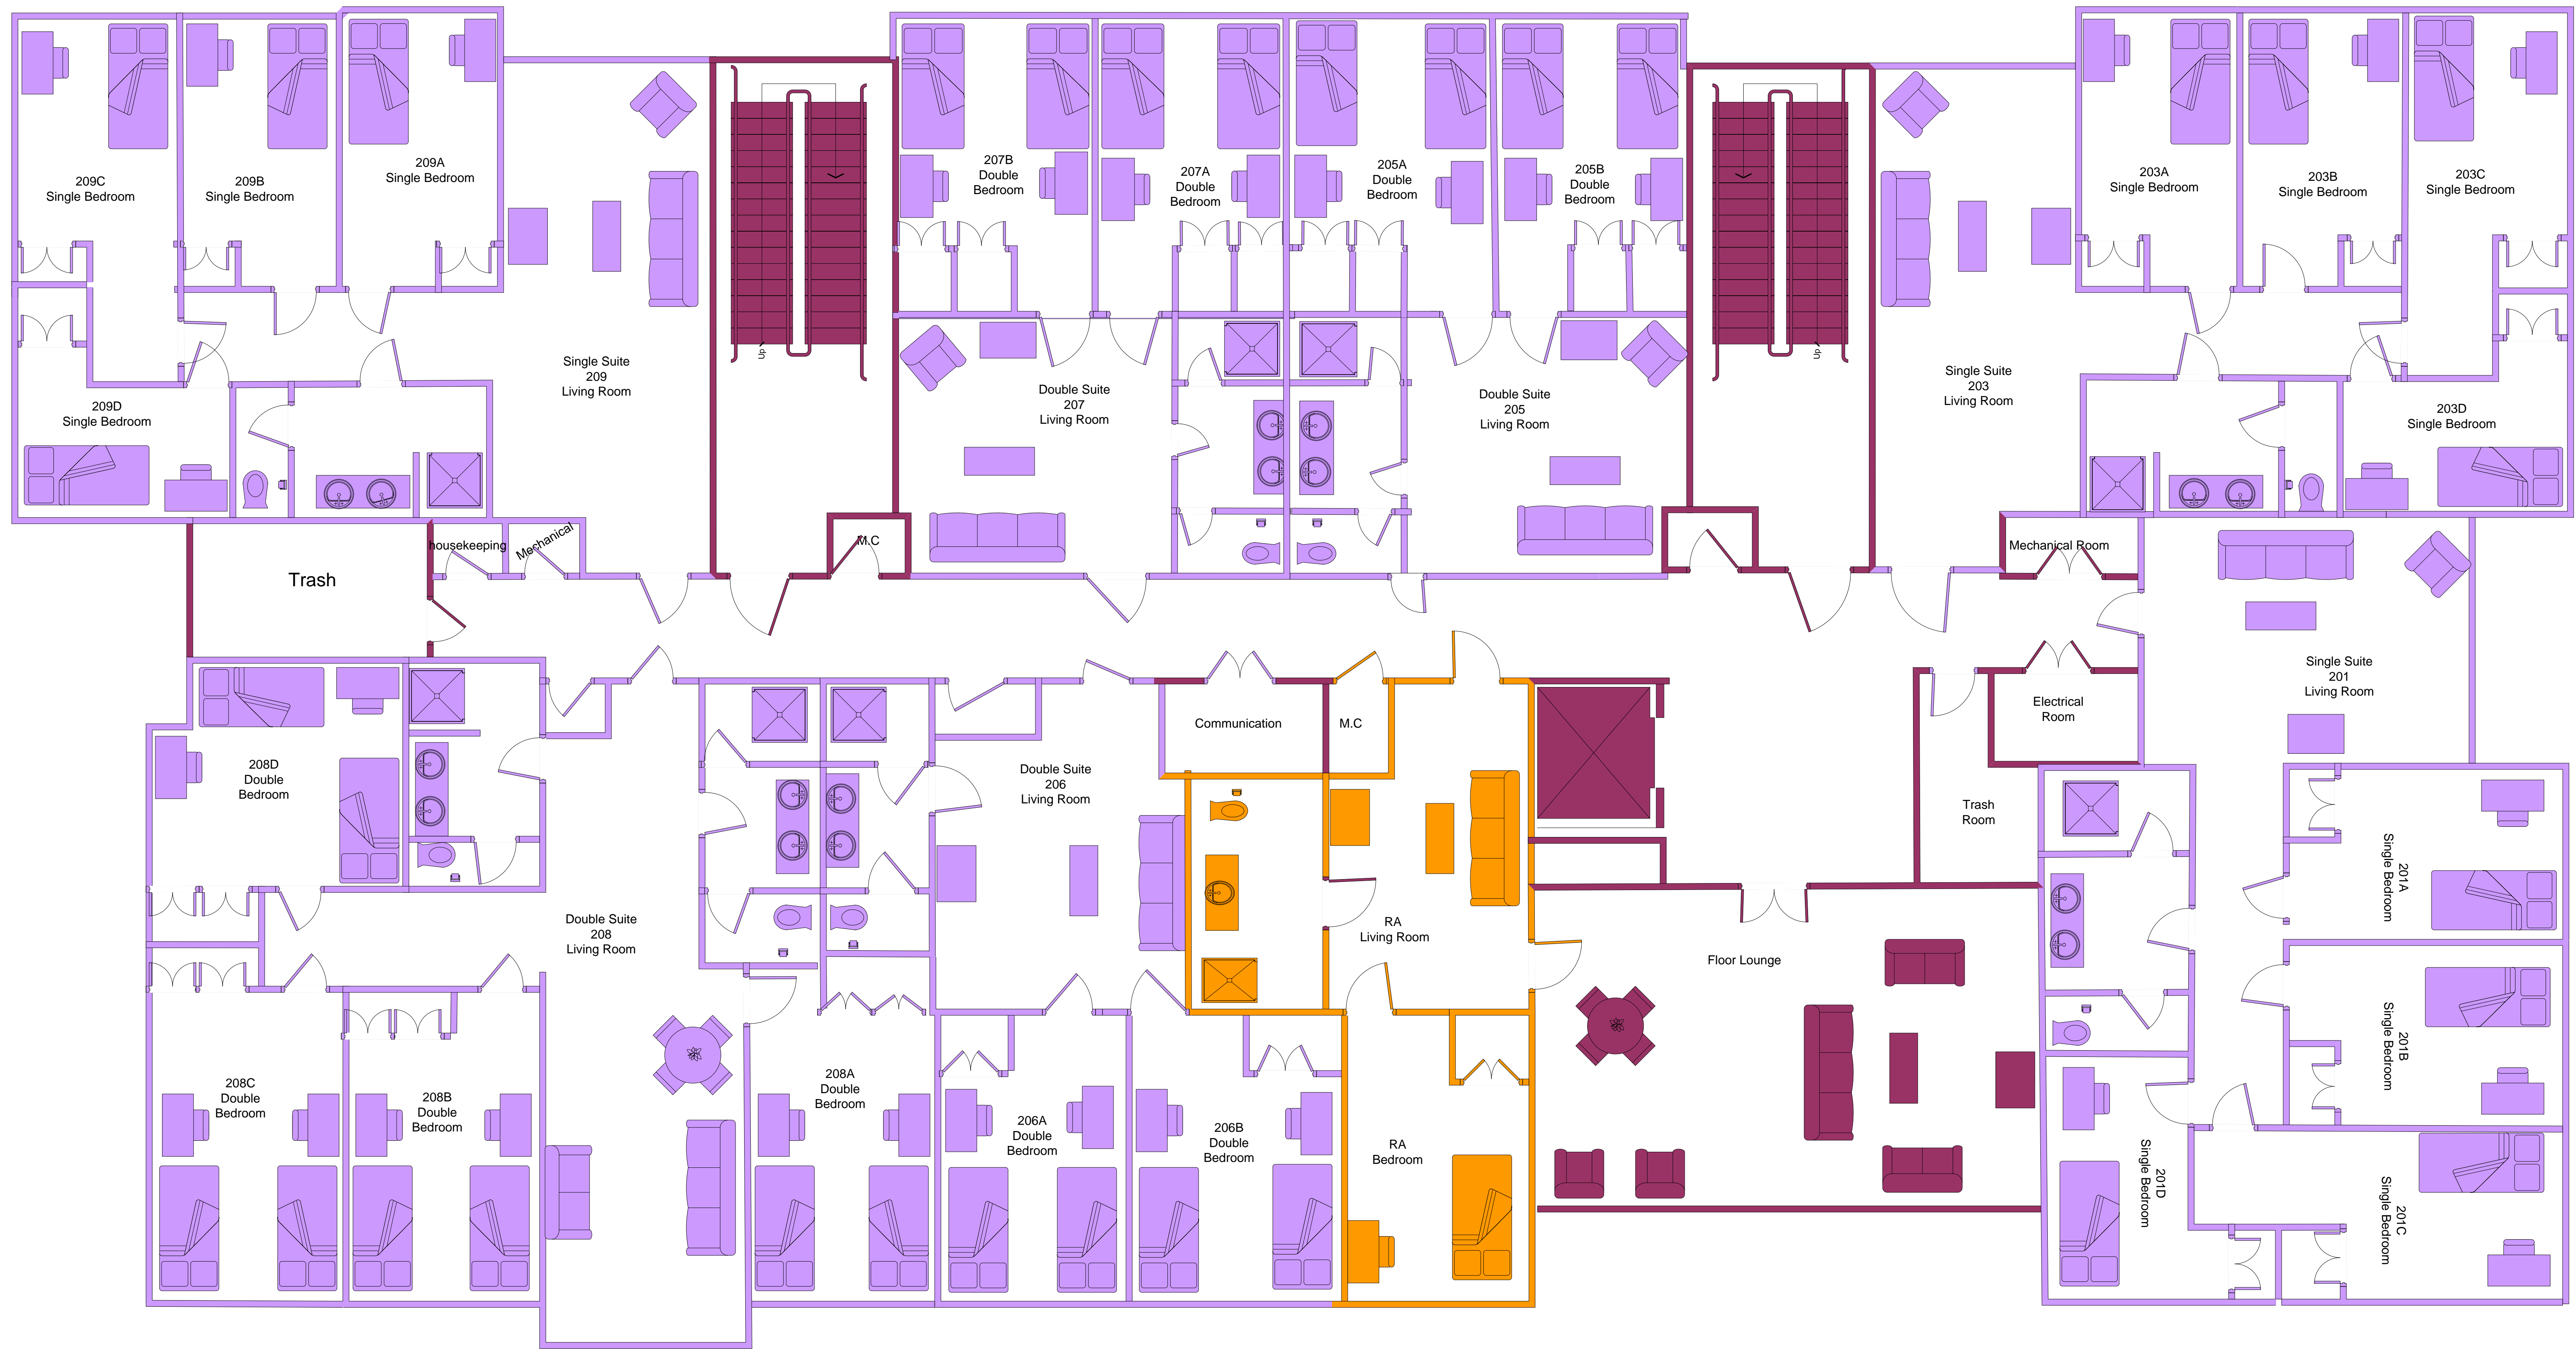 209C
Single Bedroom
209B
Single Bedroom
209A
Single Bedroom
207B
Double
Bedroom
207A
Double
Bedroom
205A
Double
Bedroom
205B
Double
Bedroom
203A
Single Bedroom
203B
Single Bedroom
203C
Single Bedroom
Up
Up
Single Suite
209
Living Room
Double Suite
207
Living Room
Double Suite
205
Living Room
Single Suite
203
Living Room
209D
Single Bedroom
203D
Single Bedroom
Trash
housekeeping
Mechanical
M.C
Mechanical Room
Single Suite
201
Living Room
Electrical
Room
Communication
M.C
208D
Double
Bedroom
Double Suite
206
Living Room
Trash
Room
201A
Single Bedroom
Double Suite
208
Living Room
RA
Living Room
Floor Lounge
201B
Single Bedroom
208C
Double
Bedroom
208B
Double
Bedroom
208A
Double
Bedroom
206A
Double
Bedroom
206B
Double
Bedroom
RA
Bedroom
201D
Single Bedroom
201C
Single Bedroom